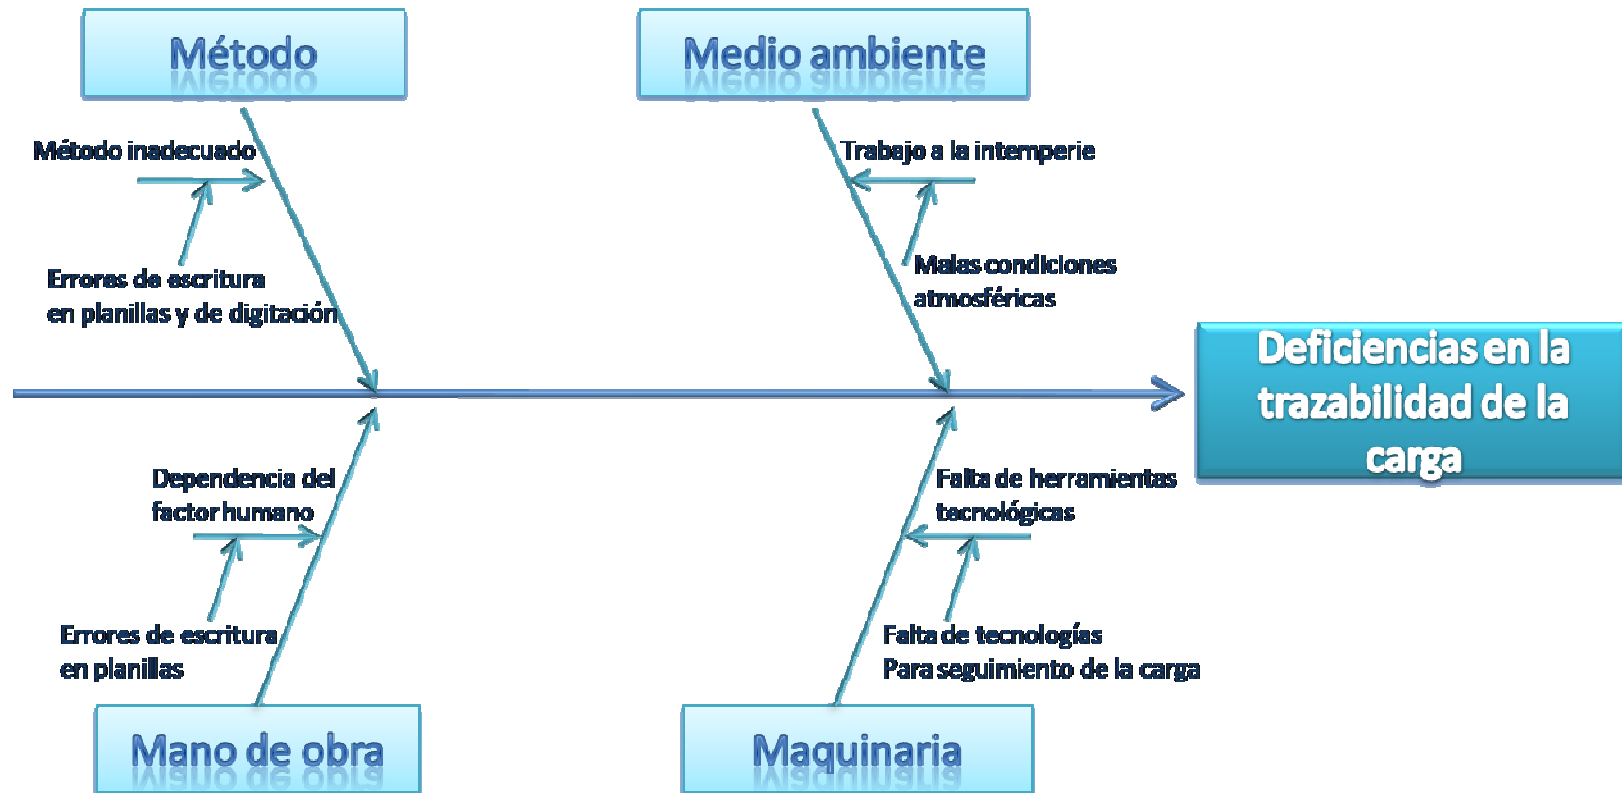 Método
Medio ambiente
Método inadecuado
Trabajo a la intemperie
Errores de escritura
en planillas y de digitación
Malas condiciones
atmosféricas
Deficiencias en la
trazabilidad de la
carga
Dependencia del
factor humano
Falta de herramientas
tecnológicas
Errores de escritura
en planillas
Falta de tecnologías
Para seguimiento de la carga
Mano de obra
Maquinaria